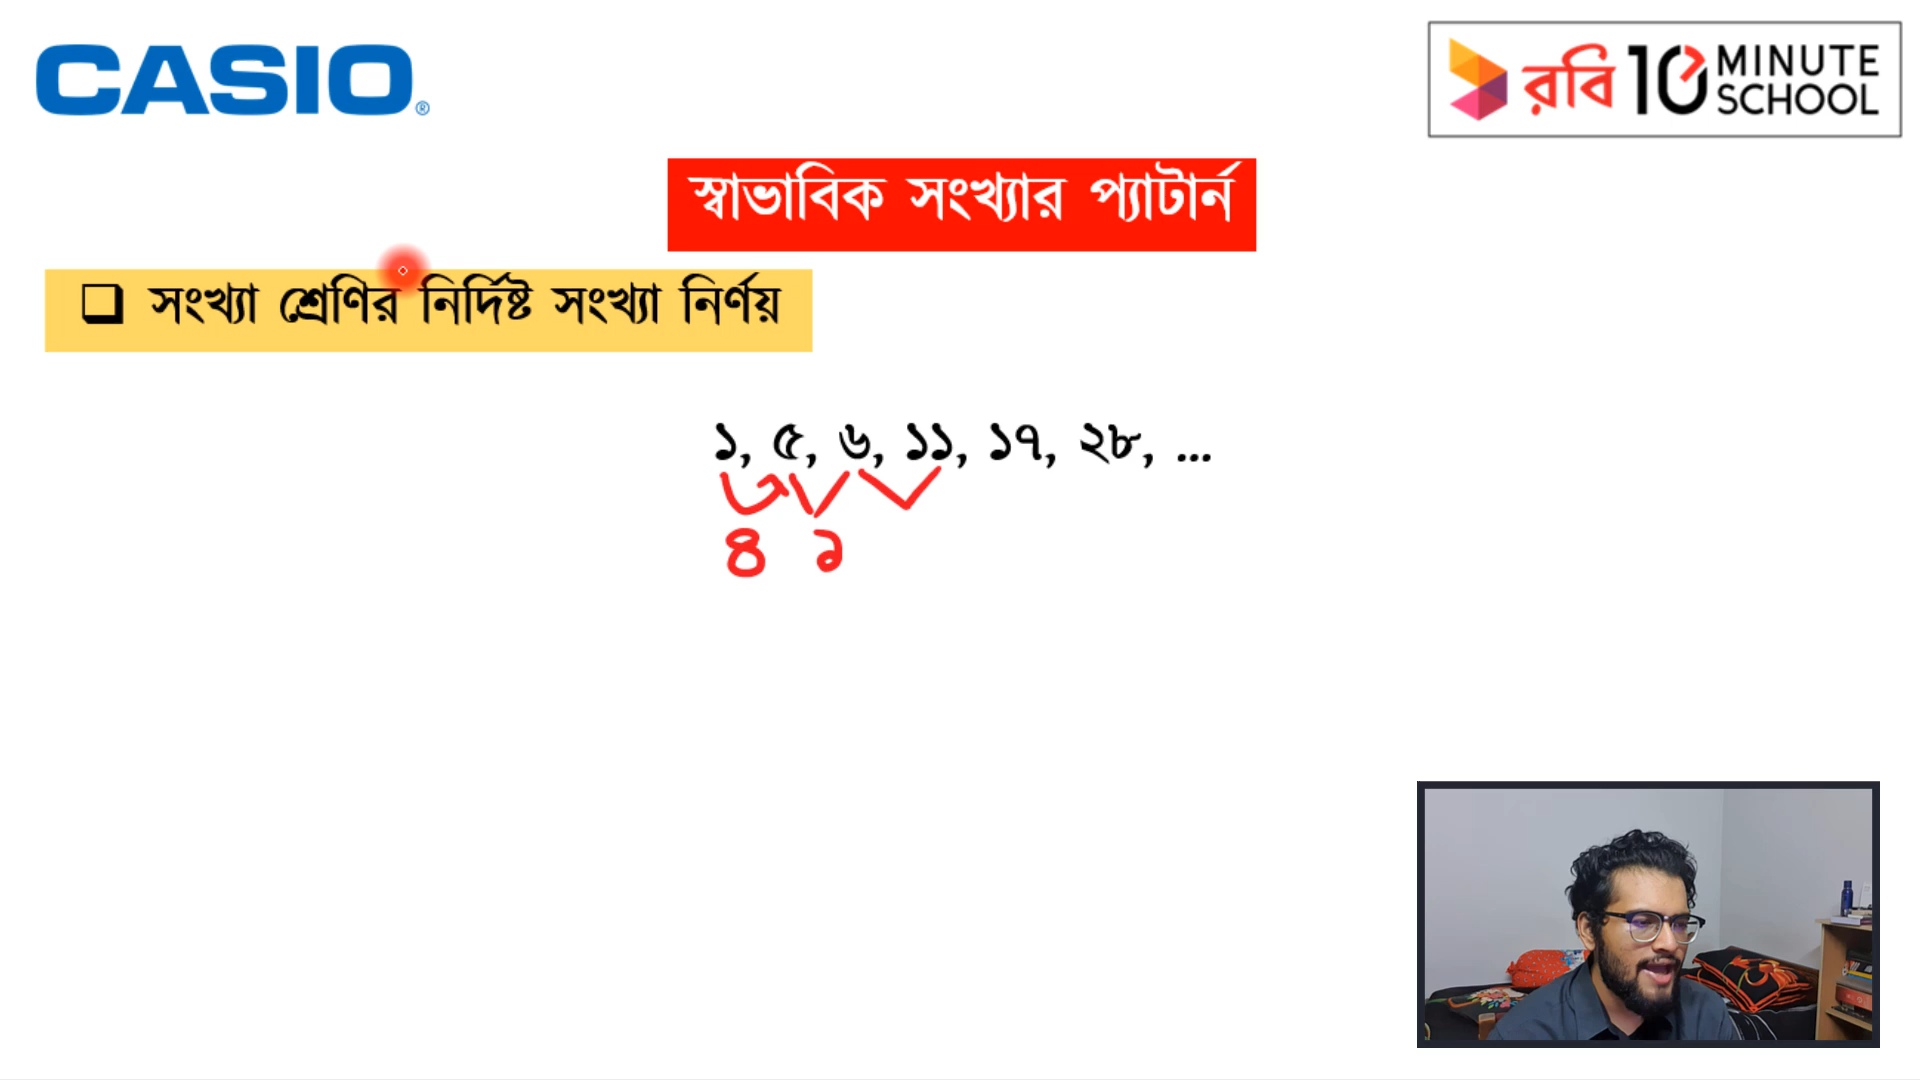 CASIO®
রবি 10 MINUTE SCHOOL
স্বাভাবিক সংখ্যার প্যাটার্ন
❑ সংখ্যা শ্রেণির নির্দিষ্ট সংখ্যা নির্ণয়
১, ৫, ৬, ১১, ১৭, ২৮, ...
৪ ১